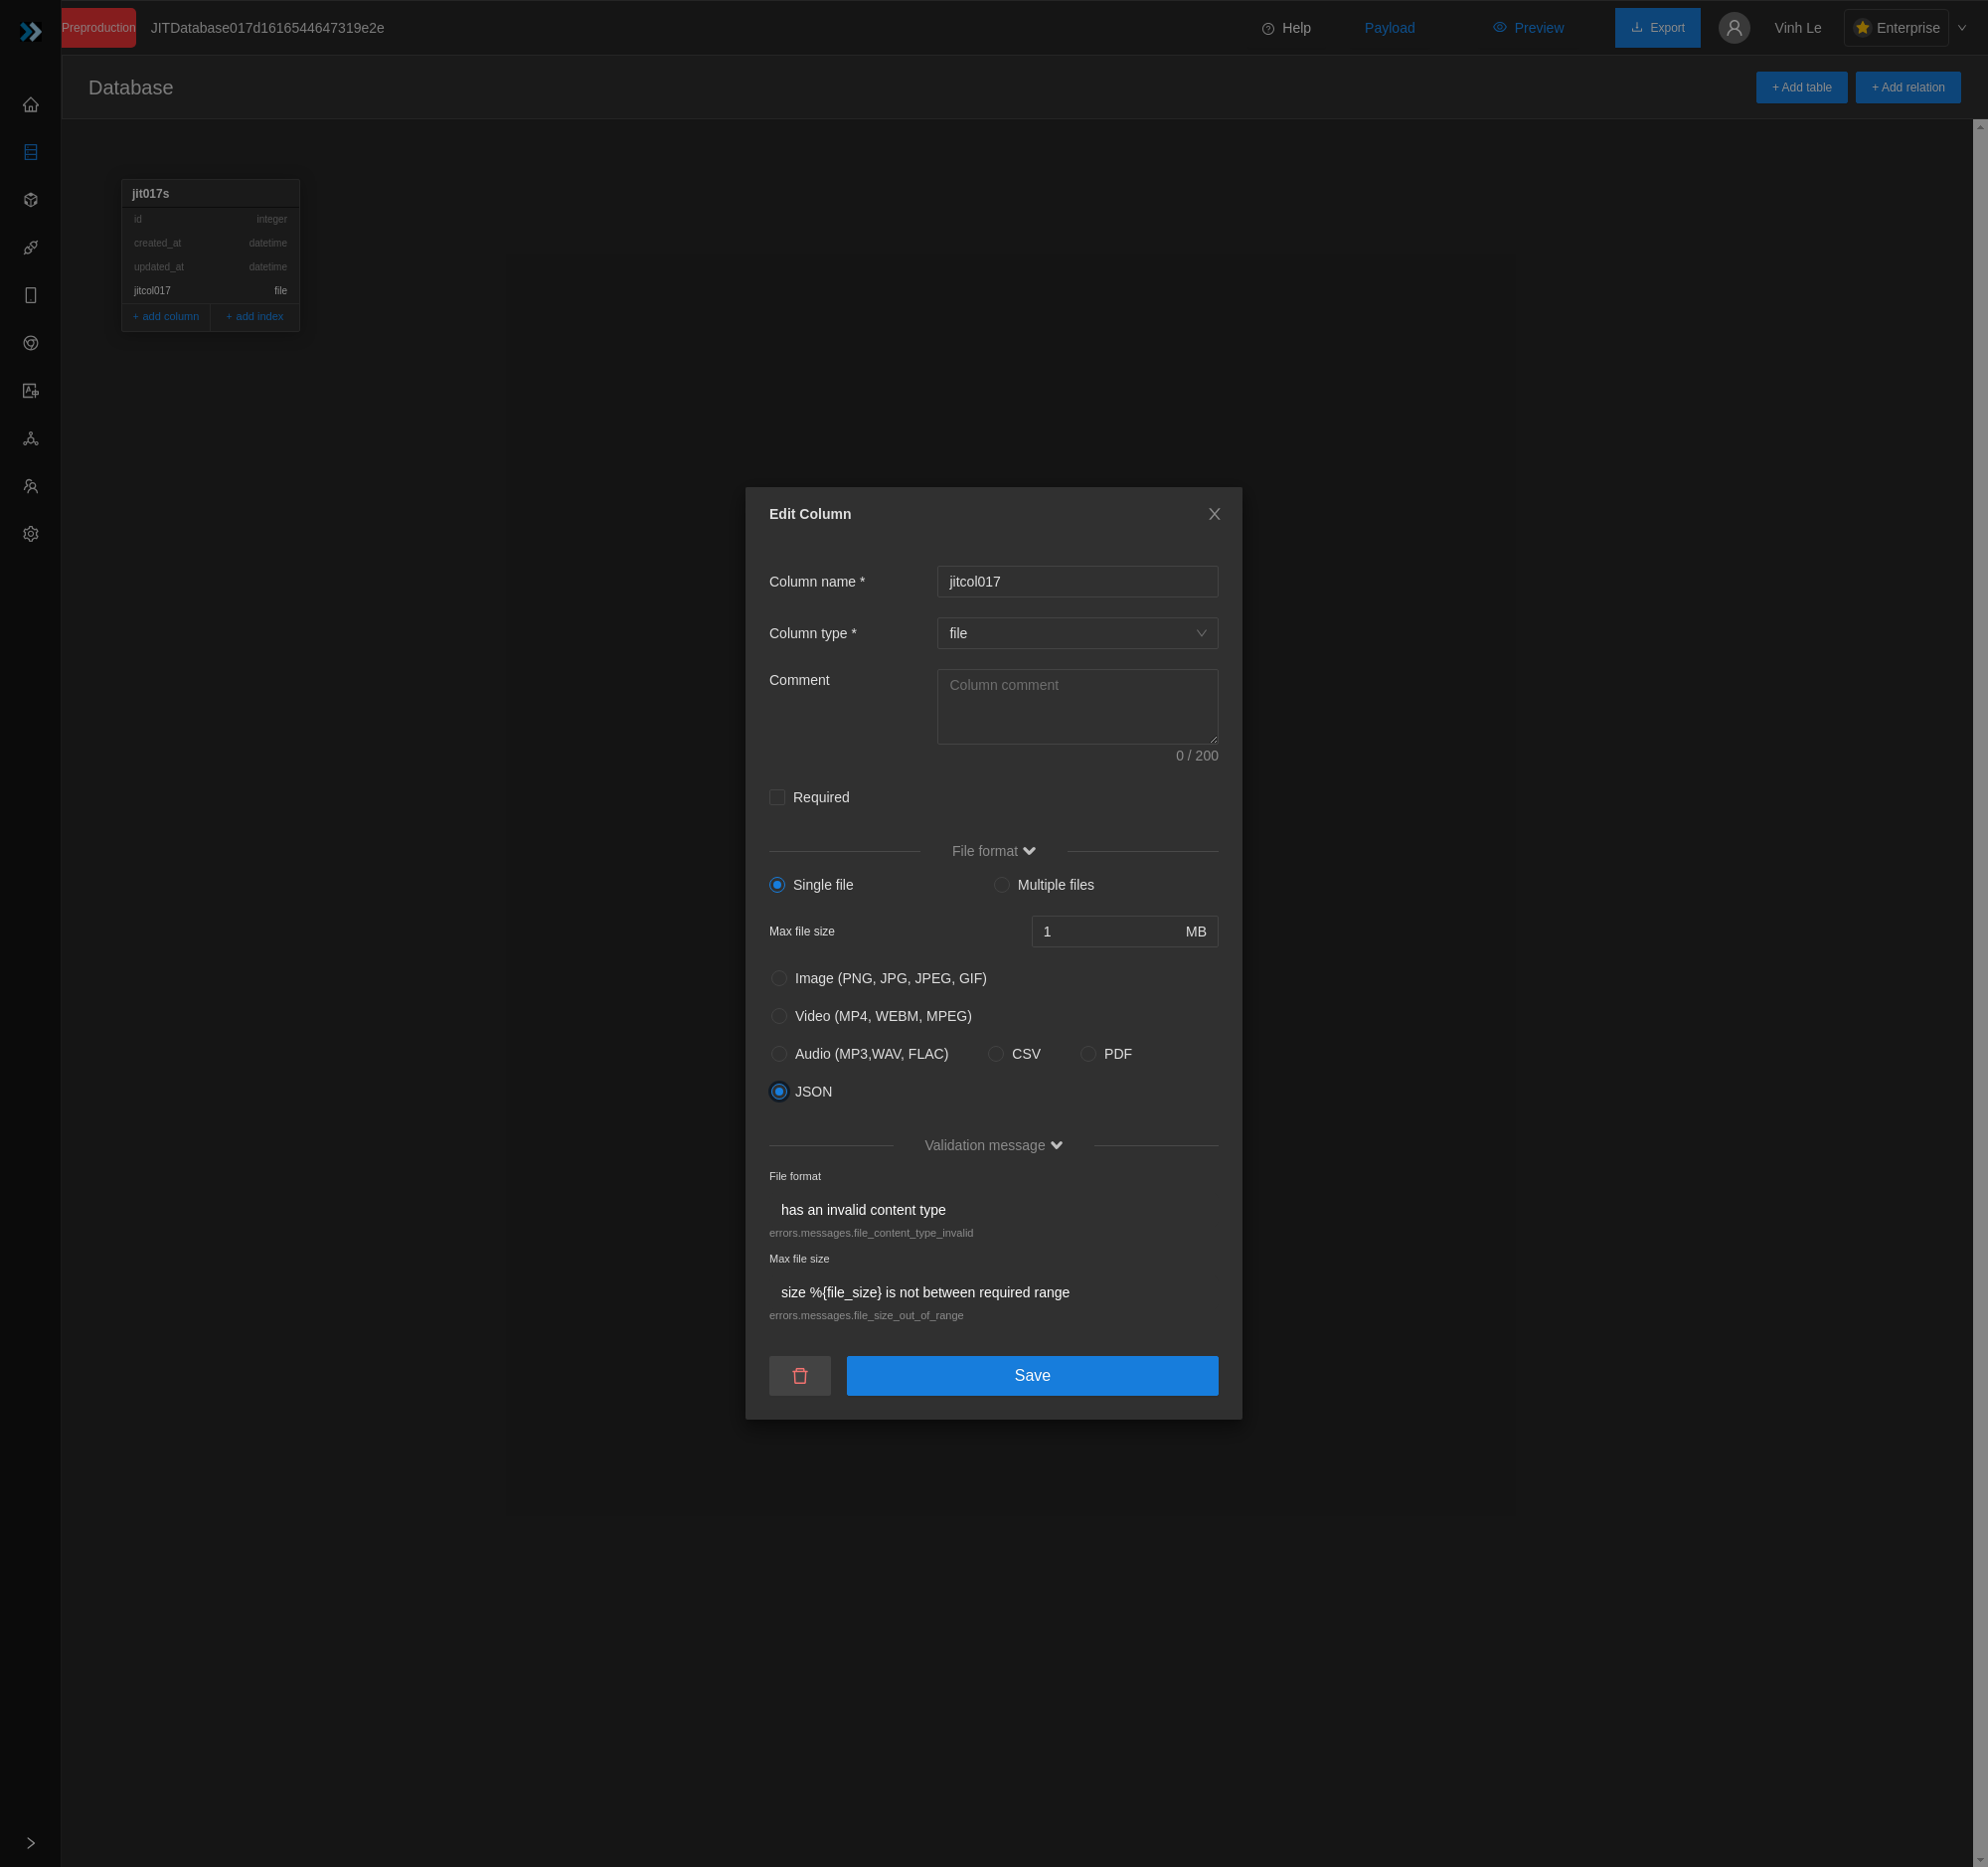 Preproduction JITDatabase017d1616544647319e2e Help Payload Preview Export Vinh Le Enterprise
Database + Add table + Add relation
jit017s
id integer
created_at datetime
updated_at datetime
jitcol017 file
+ add column + add index
Edit Column
Column name * jitcol017
Column type * file
Comment Column comment
0 / 200
Required
File format
Single file Multiple files
Max file size 1 MB
Image (PNG, JPG, JPEG, GIF)
Video (MP4, WEBM, MPEG)
Audio (MP3,WAV, FLAC) CSV PDF
JSON
Validation message
File format
has an invalid content type
errors.messages.file_content_type_invalid
Max file size
size %{file_size} is not between required range
errors.messages.file_size_out_of_range
Save